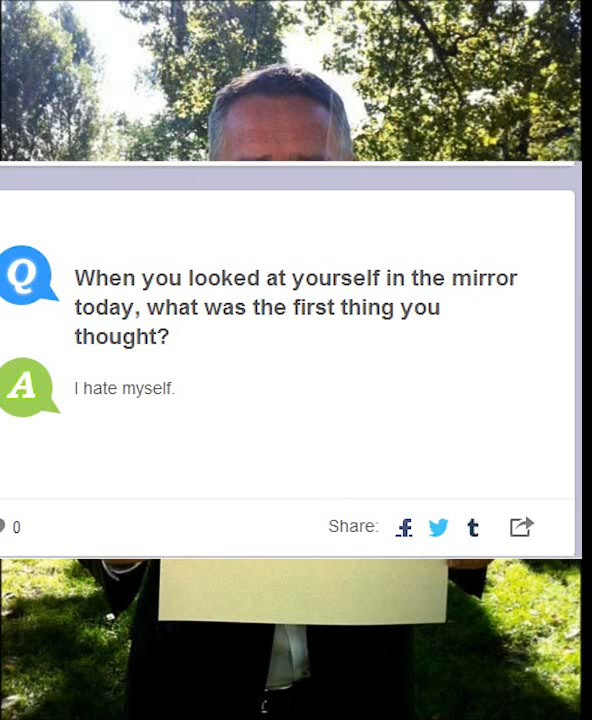 Q
When you looked at yourself in the mirror
today, what was the first thing you
thought?
A
I hate myself.
0
Share: f t